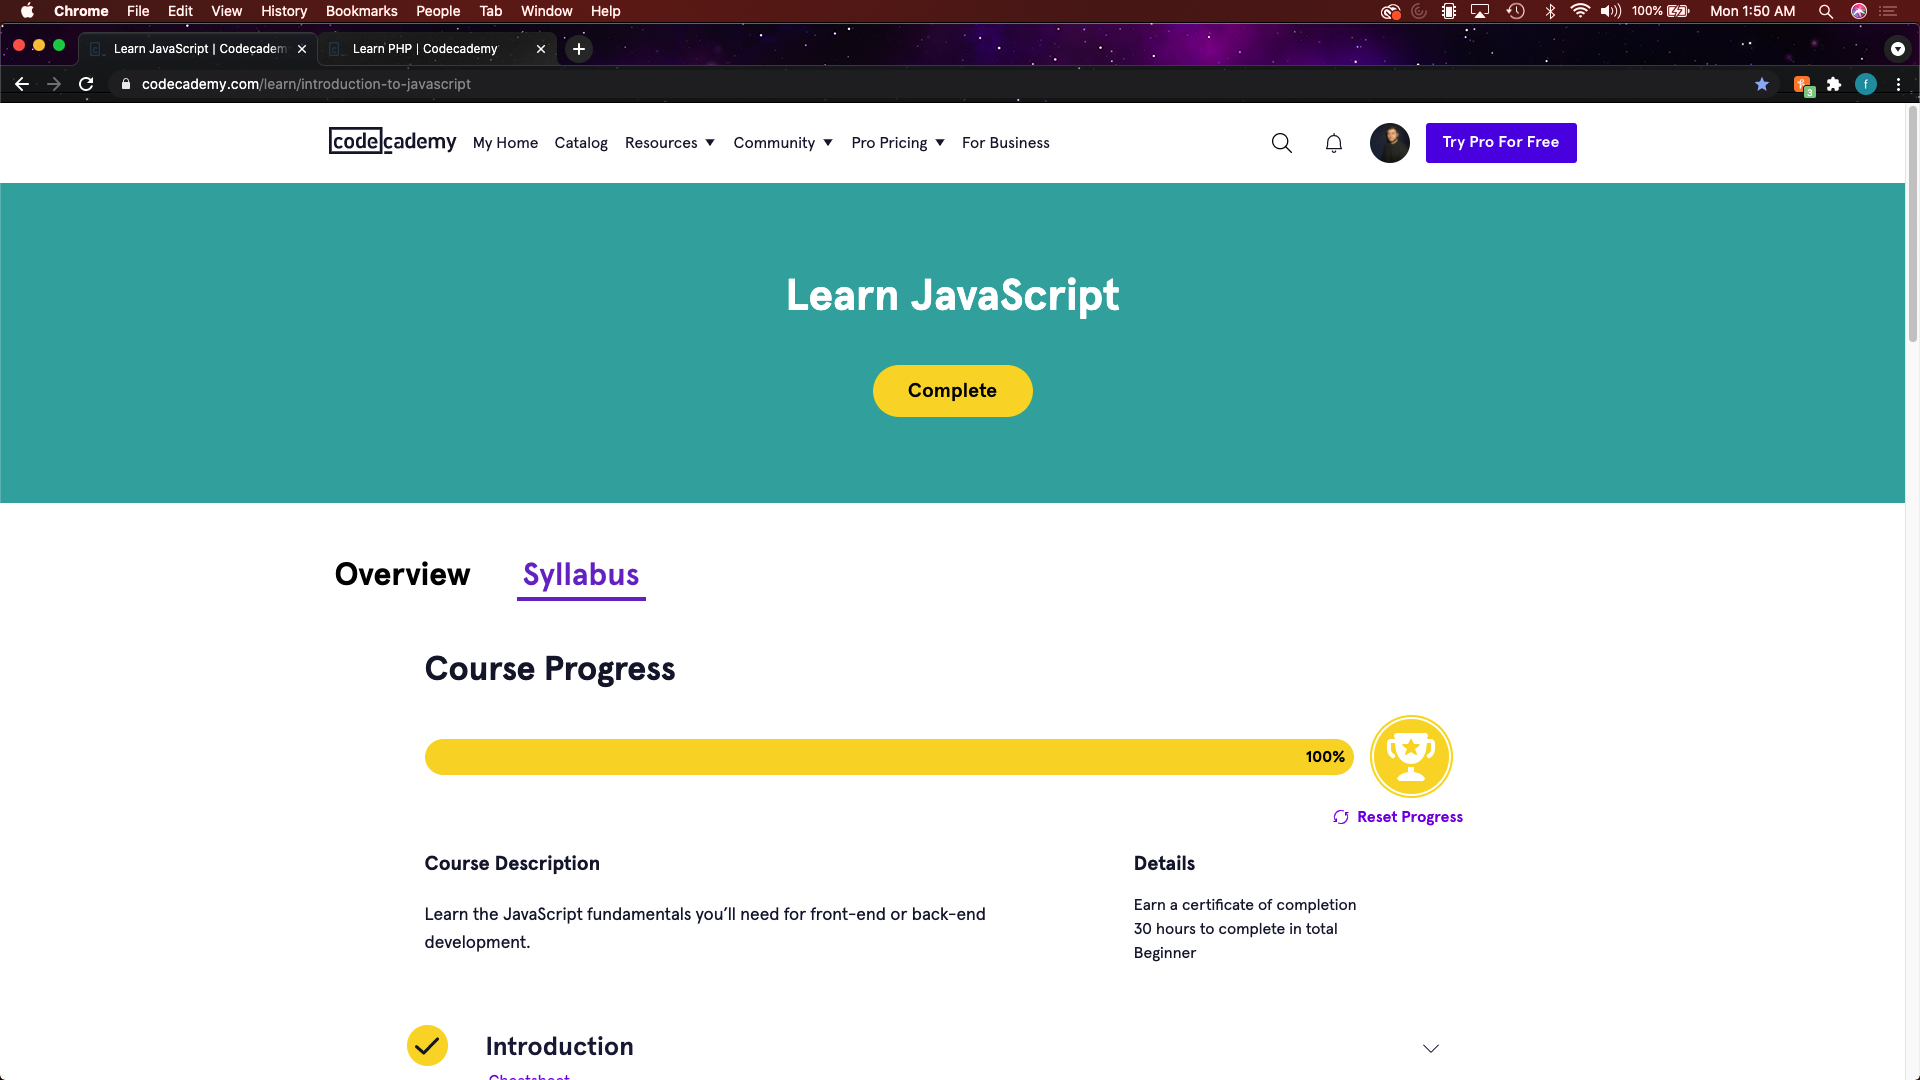 Chrome File Edit View History Bookmarks People Tab Window Help 100% Mon 1:50 AM
Learn JavaScript | Codecadem Learn PHP | Codecademy
codecademy.com/learn/introduction-to-javascript 3 f
codecademy My Home Catalog Resources Community Pro Pricing For Business Try Pro For Free
Learn JavaScript
Complete
Overview Syllabus
Course Progress
100%
Reset Progress
Course Description
Learn the JavaScript fundamentals you’ll need for front-end or back-end
development.
Details
Earn a certificate of completion
30 hours to complete in total
Beginner
Introduction
Cheatsheet